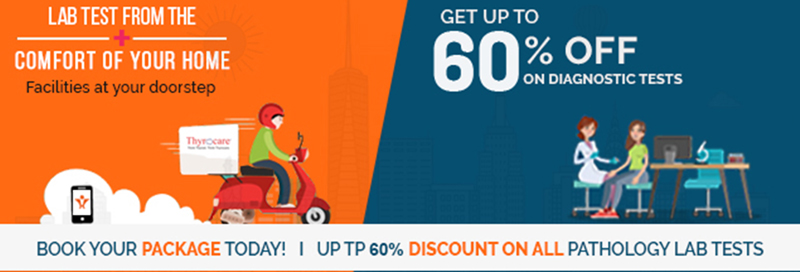 LAB TEST FROM THE
+
COMFORT OF YOUR HOME
Facilities at your doorstep
Thyrocare
GET UP TO
60% OFF
ON DIAGNOSTIC TESTS
BOOK YOUR PACKAGE TODAY! I UP TP 60% DISCOUNT ON ALL PATHOLOGY LAB TESTS